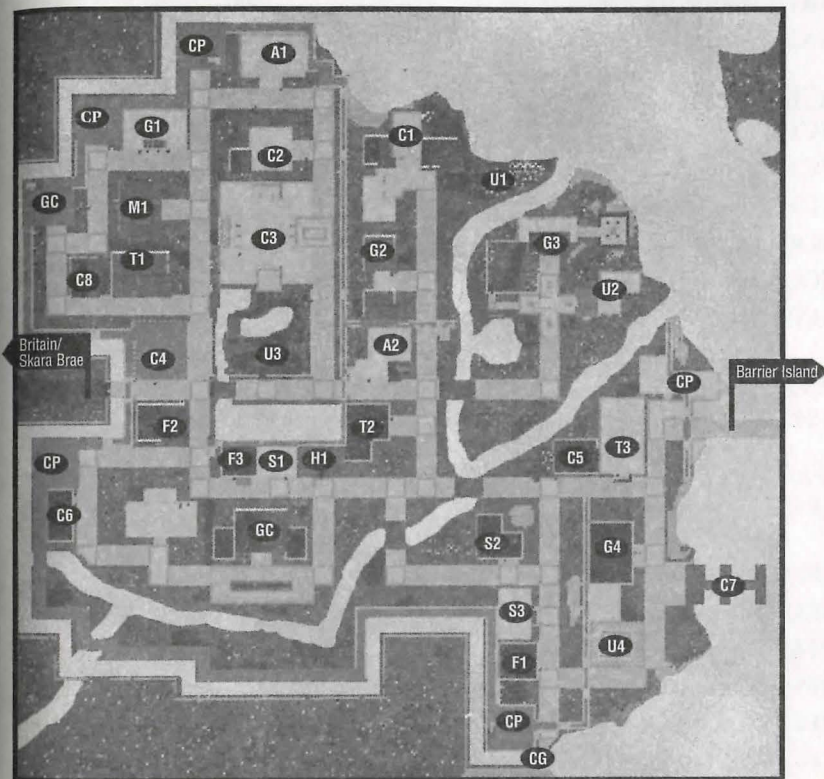 CP
A1
CP
G1
C1
C2
U1
GC
M1
C3
G2
G3
T1
C8
U2
Britain/
Skara Brae
C4
U3
A2
Barrier Island
CP
F2
T2
CP
F3
S1
H1
C5
T3
C6
GC
S2
G4
C7
S3
U4
F1
CP
CG